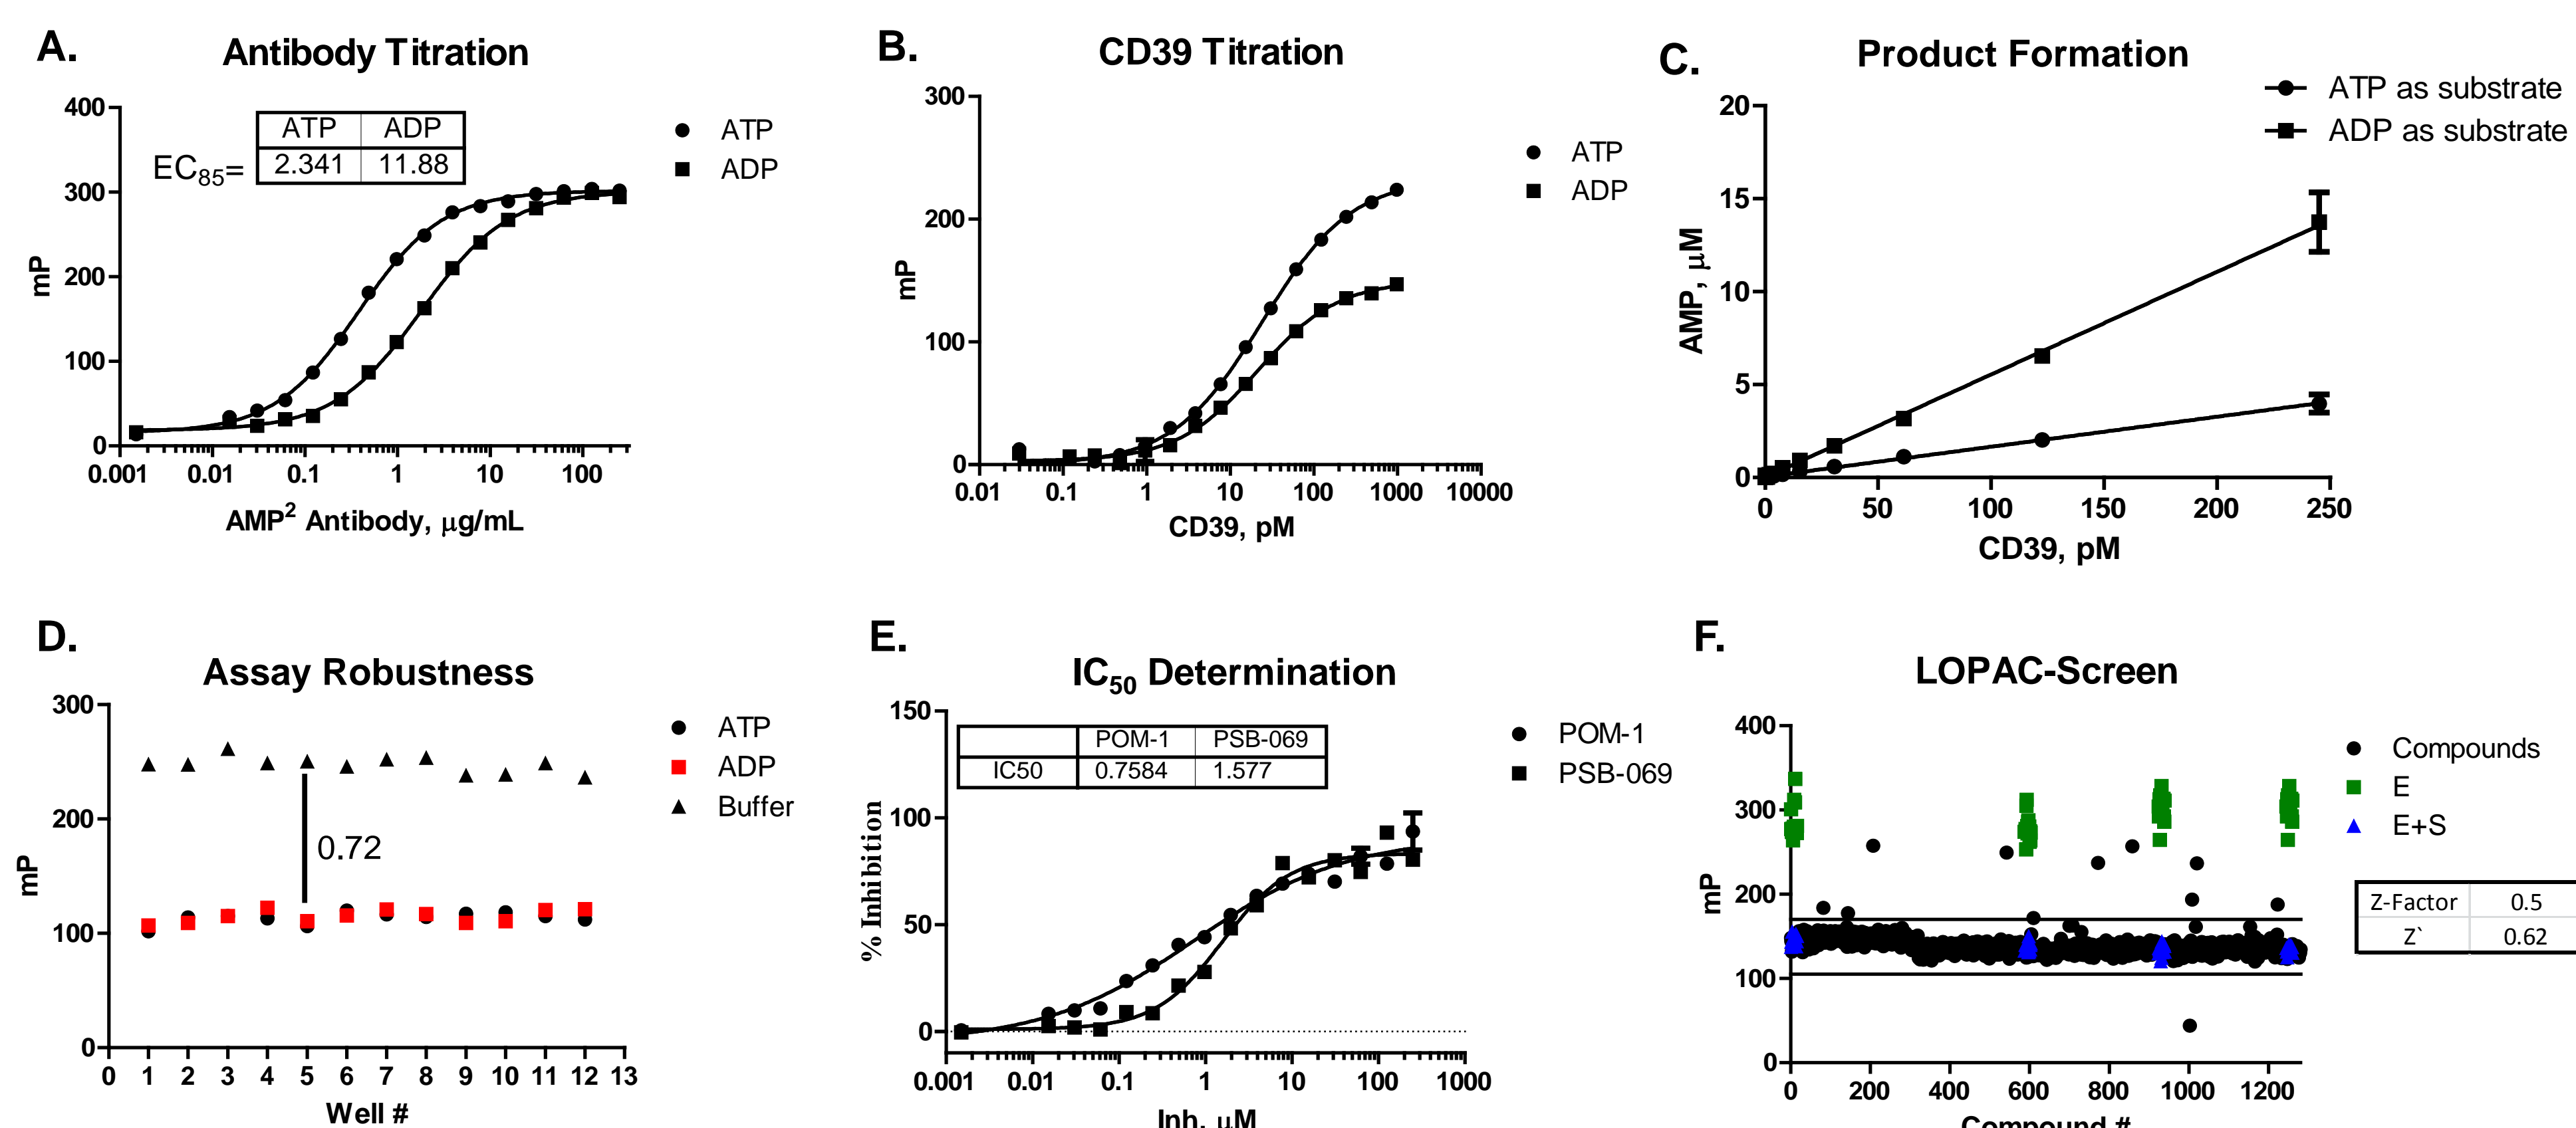 A.
Antibody Titration
400
300
200
100
0
mP
ATP ADP
EC85= 2.341 11.88
ATP
ADP
0.001 0.01 0.1 1 10 100
AMP2 Antibody, μg/mL
B.
CD39 Titration
300
200
100
0
mP
ATP
ADP
0.01 0.1 1 10 100 1000 10000
CD39, pM
C.
Product Formation
ATP as substrate
ADP as substrate
20
15
10
5
0
AMP, μM
0 50 100 150 200 250
CD39, pM
D.
Assay Robustness
300
200
100
0
mP
0.72
ATP
ADP
Buffer
0 1 2 3 4 5 6 7 8 9 10 11 12 13
Well #
E.
IC50 Determination
150
100
50
0
% Inhibition
POM-1 PSB-069
IC50 0.7584 1.577
POM-1
PSB-069
0.001 0.01 0.1 1 10 100 1000
Inh, μM
F.
LOPAC-Screen
400
300
200
100
0
mP
Compounds
E
E+S
Z-Factor 0.5
Z` 0.62
0 200 400 600 800 1000 1200
Compound #